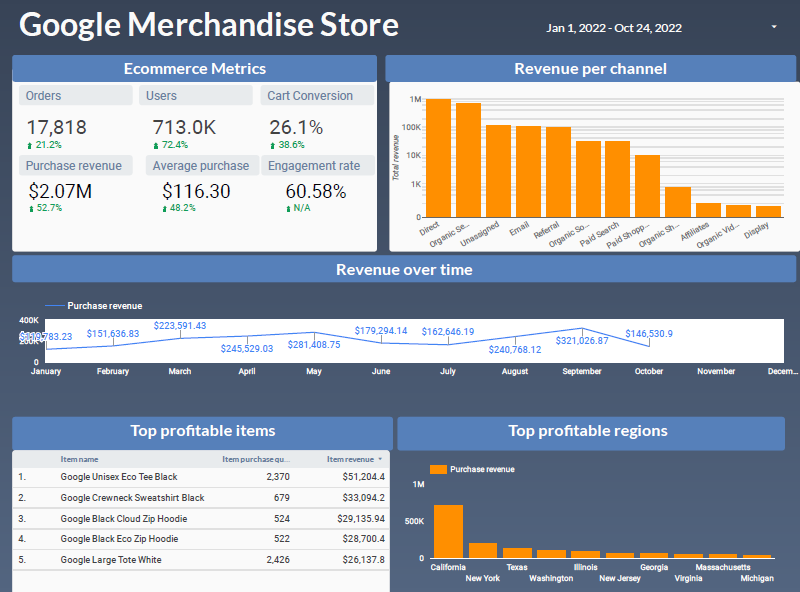 Google Merchandise Store
Jan 1, 2022 - Oct 24, 2022
Ecommerce Metrics
Orders Users Cart Conversion
17,818 713.0K 26.1%
21.2% 72.4% 38.6%
Purchase revenue Average purchase Engagement rate
$2.07M $116.30 60.58%
52.7% 48.2% N/A
Revenue per channel
Total revenue
1M
100K
10K
1K
0
Direct Organic Se... Unassigned Email Referral Organic So... Paid Search Paid Shopp... Organic Sh... Affiliates Organic Vid... Display
Revenue over time
Purchase revenue
400K
200K
0
$151,636.83 $223,591.43 $245,529.03 $281,408.75 $179,294.14 $162,646.19 $240,768.12 $321,026.87 $146,530.9
January February March April May June July August September October November Decem...
Top profitable items
Item name Item purchase qu... Item revenue
1. Google Unisex Eco Tee Black 2,370 $51,204.4
2. Google Crewneck Sweatshirt Black 679 $33,094.2
3. Google Black Cloud Zip Hoodie 524 $29,135.94
4. Google Black Eco Zip Hoodie 522 $28,700.4
5. Google Large Tote White 2,426 $26,137.8
Top profitable regions
Purchase revenue
1M
500K
0
California Texas Illinois Georgia Massachusetts
New York Washington New Jersey Virginia Michigan